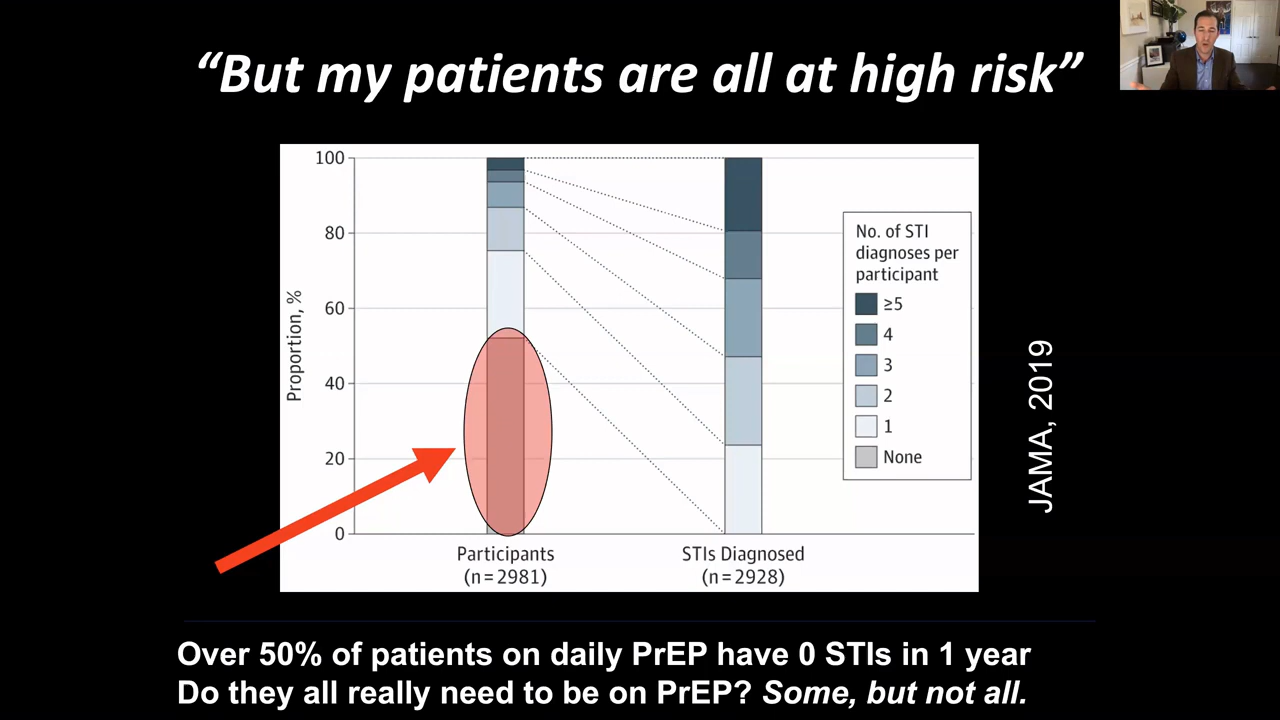 “But my patients are all at high risk”
100
80
60
40
20
0
Proportion, %
Participants
(n=2981)
STIs Diagnosed
(n=2928)
No. of STI
diagnoses per
participant
≥5
4
3
2
1
None
JAMA, 2019
Over 50% of patients on daily PrEP have 0 STIs in 1 year
Do they all really need to be on PrEP? Some, but not all.